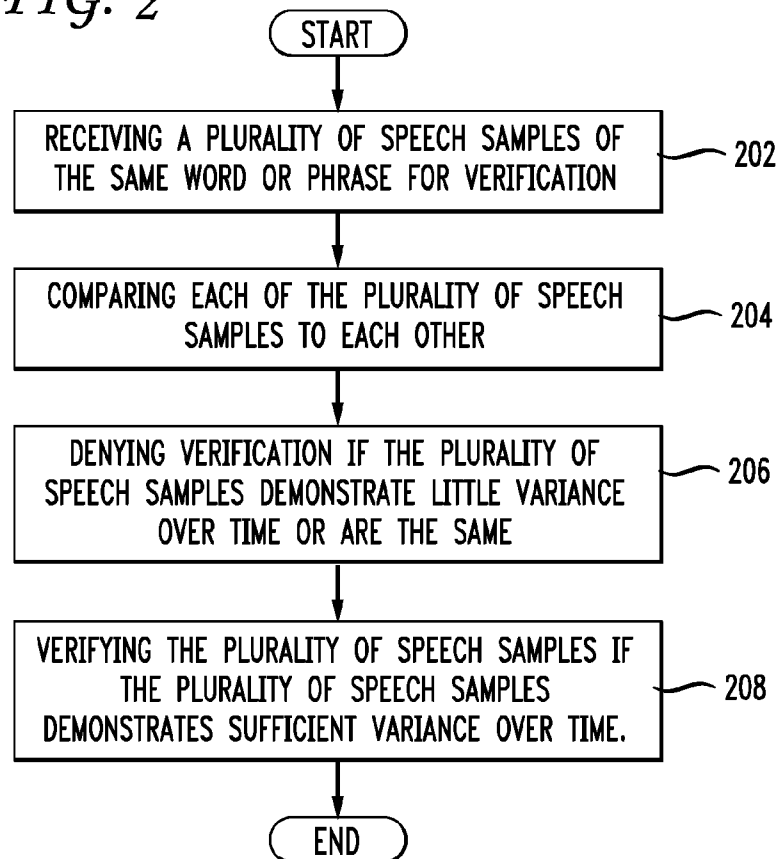 FIG. 2
START
RECEIVING A PLURALITY OF SPEECH SAMPLES OF
THE SAME WORD OR PHRASE FOR VERIFICATION
202
COMPARING EACH OF THE PLURALITY OF SPEECH
SAMPLES TO EACH OTHER
204
DENYING VERIFICATION IF THE PLURALITY OF
SPEECH SAMPLES DEMONSTRATE LITTLE VARIANCE
OVER TIME OR ARE THE SAME
206
VERIFYING THE PLURALITY OF SPEECH SAMPLES IF
THE PLURALITY OF SPEECH SAMPLES
DEMONSTRATES SUFFICIENT VARIANCE OVER TIME.
208
END